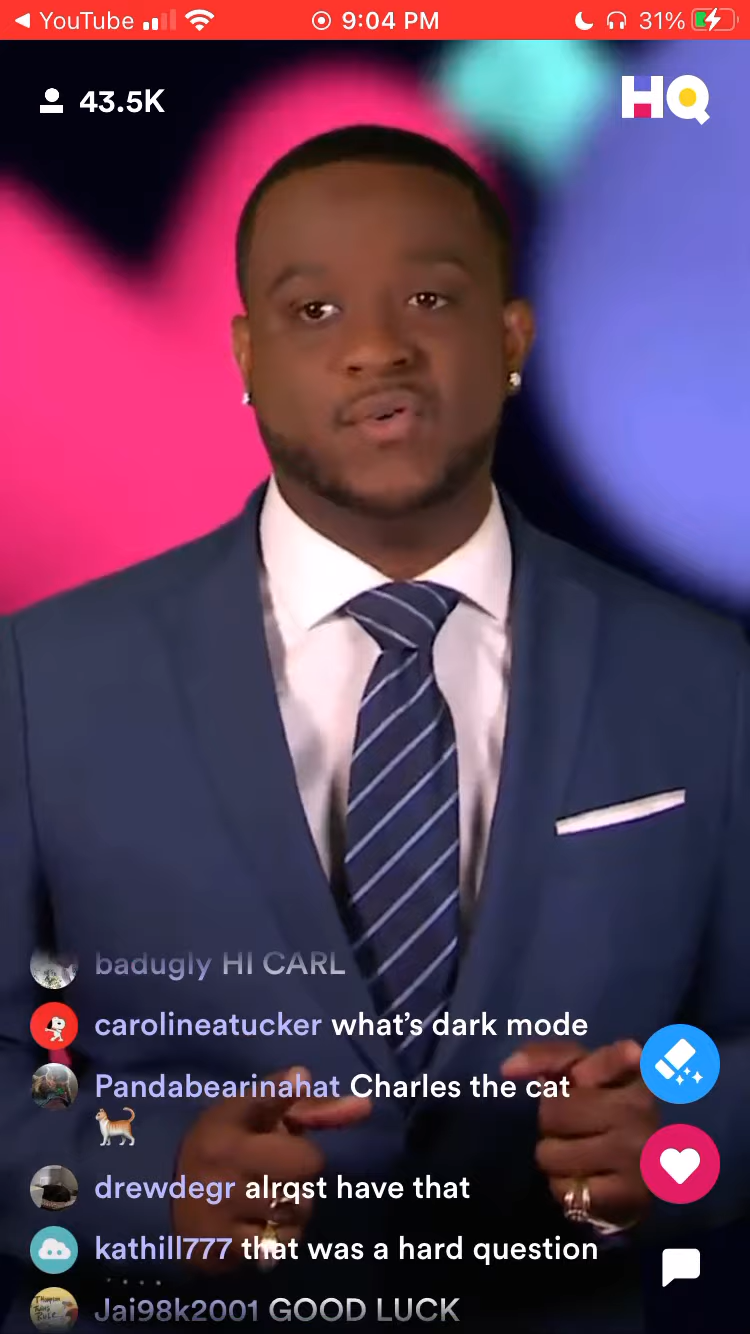 YouTube 9:04 PM 31%
43.5K HQ
badugly HI CARL
carolineatucker what's dark mode
Pandabearinahat Charles the cat
🐈
drewdegr alrqst have that
kathill777 that was a hard question
Jai98k2001 GOOD LUCK